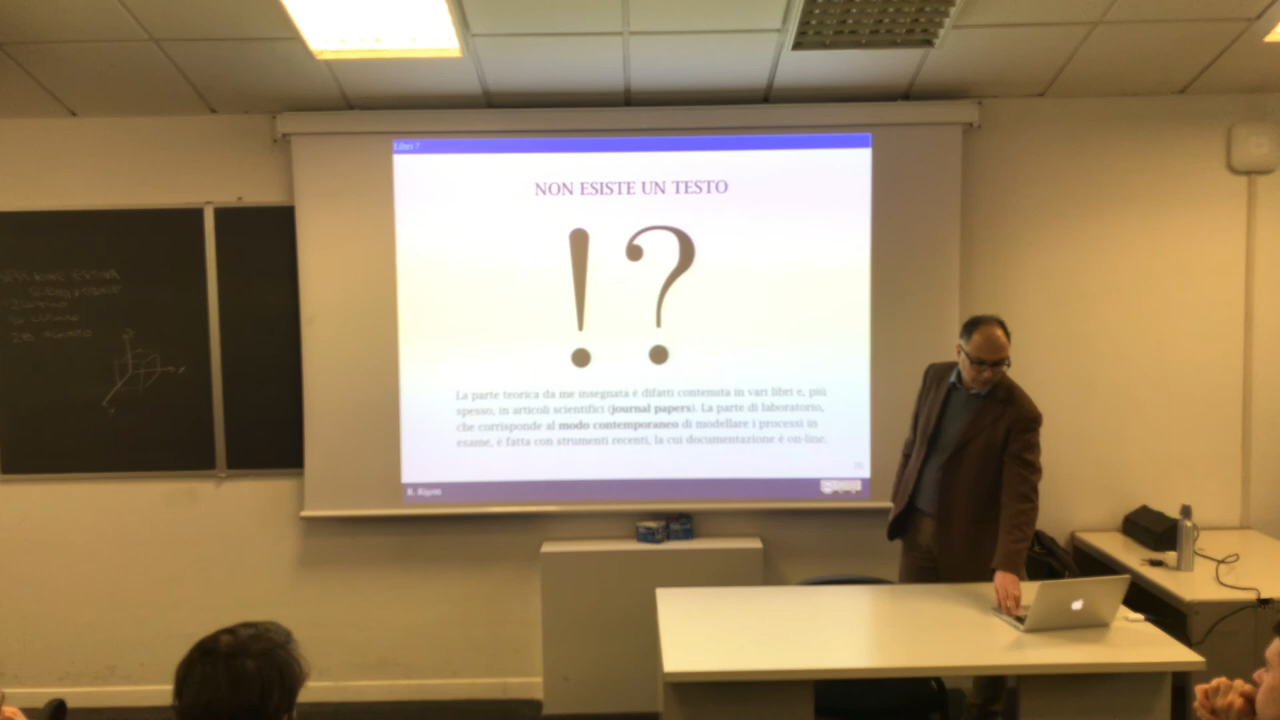 Libri ?
NON ESISTE UN TESTO
!?
La parte teorica da me insegnata è difatti contenuta in vari libri e, più
spesso, in articoli scientifici (journal papers). La parte di laboratorio,
che corrisponde al modo contemporaneo di modellare i processi in
esame, è fatta con strumenti recenti, la cui documentazione è on-line.
R. Rigon